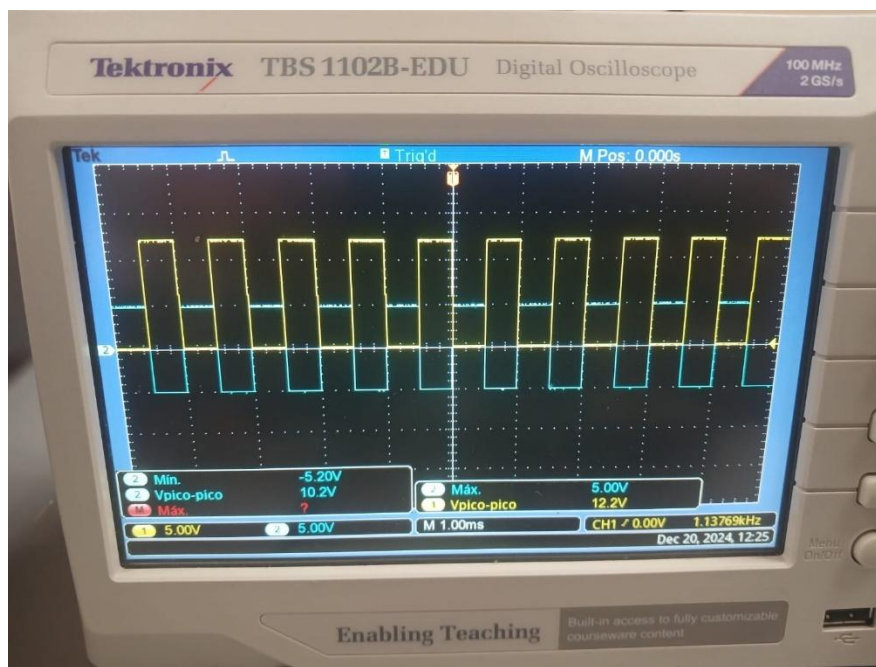 Tektronix TBS 1102B-EDU Digital Oscilloscope
100 MHz
2 GS/s
Tek Trig'd M Pos: 0.000s
T
2
2 Mín. -5.20V
2 Vpico-pico 10.2V
M Máx. ?
2 Máx. 5.00V
1 Vpico-pico 12.2V
1 5.00V 2 5.00V M 1.00ms CH1 0.00V 1.13769kHz
Dec 20, 2024, 12:25
Menu
On/Off
Enabling Teaching
Built-in access to fully customizable
courseware content